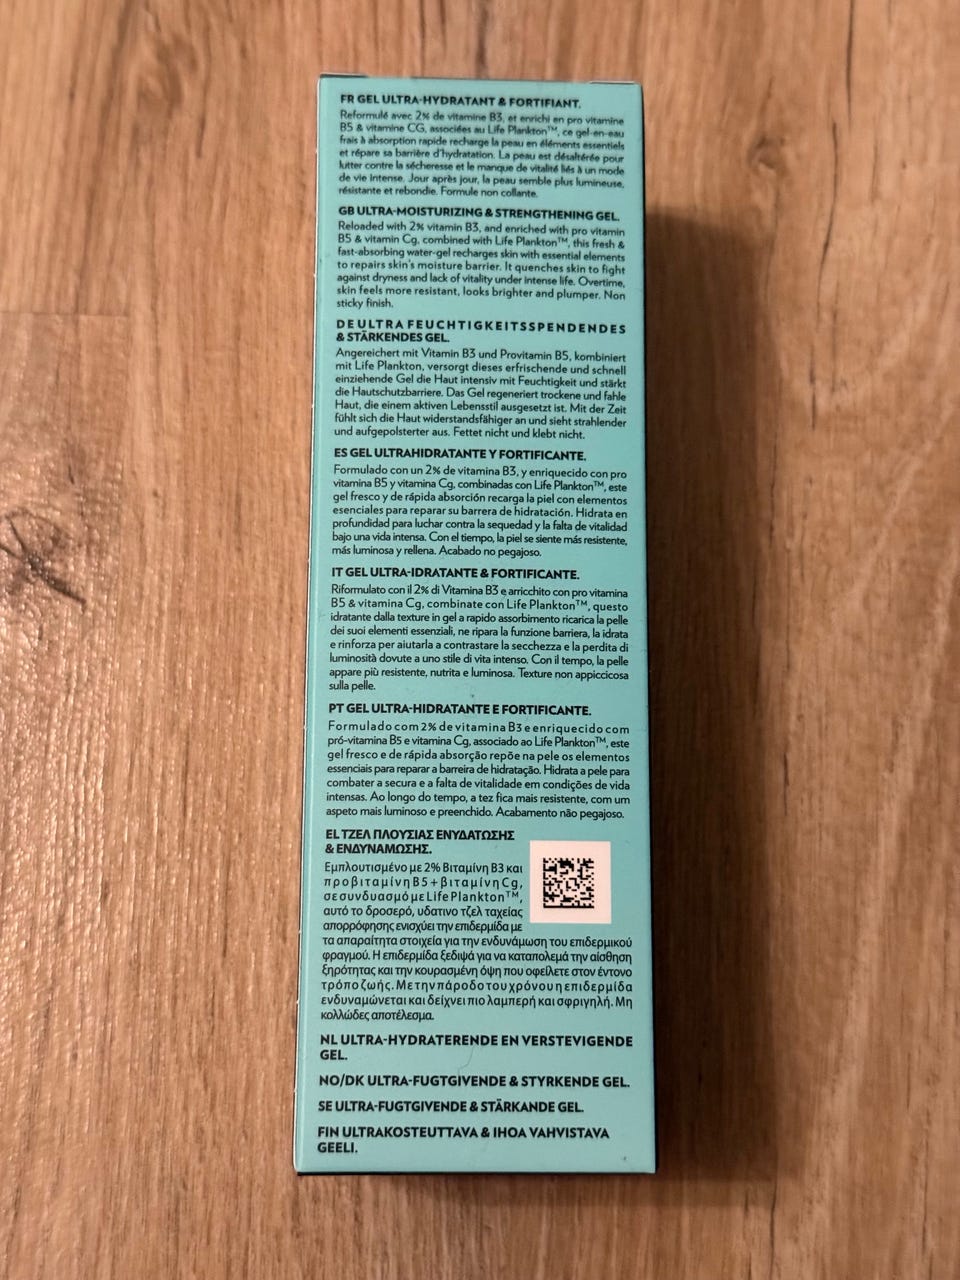 FR GEL ULTRA-HYDRATANT & FORTIFIANT.
Reformulé avec 2% de vitamine B3, et enrichi en pro vitamine
B5 & vitamine CG, associées au Life Plankton™, ce gel-en-eau
frais à absorption rapide recharge la peau en éléments essentiels
et répare sa barrière d'hydratation. La peau est désaltérée pour
lutter contre la sécheresse et le manque de vitalité liés à un mode
de vie intense. Jour après jour, la peau semble plus lumineuse,
résistante et rebondie. Formule non collante.
GB ULTRA-MOISTURIZING & STRENGTHENING GEL.
Reloaded with 2% vitamin B3, and enriched with pro vitamin
B5 & vitamin Cg, combined with Life Plankton™, this fresh &
fast-absorbing water-gel recharges skin with essential elements
to repairs skin's moisture barrier. It quenches skin to fight
against dryness and lack of vitality under intense life. Overtime,
skin feels more resistant, looks brighter and plumper. Non
sticky finish.
DE ULTRA FEUCHTIGKEITSSPENDENDES
& STÄRKENDES GEL.
Angereichert mit Vitamin B3 und Provitamin B5, kombiniert
mit Life Plankton, versorgt dieses erfrischende und schnell
einziehende Gel die Haut intensiv mit Feuchtigkeit und stärkt
die Hautschutzbarriere. Das Gel regeneriert trockene und fahle
Haut, die einem aktiven Lebensstil ausgesetzt ist. Mit der Zeit
fühlt sich die Haut widerstandsfähiger an und sieht strahlender
und aufgepolsterter aus. Fettet nicht und klebt nicht.
ES GEL ULTRAHIDRATANTE Y FORTIFICANTE.
Formulado con un 2% de vitamina B3, y enriquecido con pro
vitamina B5 y vitamina Cg, combinadas con Life Plankton™, este
gel fresco y de rápida absorción recarga la piel con elementos
esenciales para reparar su barrera de hidratación. Hidrata en
profundidad para luchar contra la sequedad y la falta de vitalidad
bajo una vida intensa. Con el tiempo, la piel se siente más resistente,
más luminosa y rellena. Acabado no pegajoso.
IT GEL ULTRA-IDRATANTE & FORTIFICANTE.
Riformulato con il 2% di Vitamina B3 e arricchito con pro vitamina
B5 & vitamina Cg, combinate con Life Plankton™, questo
idratante dalla texture in gel a rapido assorbimento ricarica la pelle
dei suoi elementi essenziali, ne ripara la funzione barriera, la idrata
e rinforza per aiutarla a contrastare la secchezza e la perdita di
luminosità dovute a uno stile di vita intenso. Con il tempo, la pelle
appare più resistente, nutrita e luminosa. Texture non appiccicosa
sulla pelle.
PT GEL ULTRA-HIDRATANTE E FORTIFICANTE.
Formulado com 2% de vitamina B3 e enriquecido com
pró-vitamina B5 e vitamina Cg, associado ao Life Plankton™, este
gel fresco e de rápida absorção repõe na pele os elementos
essenciais para reparar a barreira de hidratação. Hidrata a pele para
combater a secura e a falta de vitalidade em condições de vida
intensas. Ao longo do tempo, a tez fica mais resistente, com um
aspeto mais luminoso e preenchido. Acabamento não pegajoso.
EL ΤΖΕΛ ΠΛΟΥΣΙΑΣ ΕΝΥΔΑΤΩΣΗΣ
& ΕΝΔΥΝΑΜΩΣΗΣ.
Εμπλουτισμένο με 2% Βιταμίνη Β3 και
προβιταμίνη Β5 + βιταμίνη Cg,
σε συνδυασμό με Life Plankton™,
αυτό το δροσερό, υδάτινο τζελ ταχείας
απορρόφησης ενισχύει την επιδερμίδα με
τα απαραίτητα στοιχεία για την ενδυνάμωση του επιδερμικού
φραγμού. Η επιδερμίδα ξεδιψά για να καταπολεμά την αίσθηση
ξηρότητας και την κουρασμένη όψη που οφείλετε στον έντονο
τρόπο ζωής. Με την πάροδο του χρόνου η επιδερμίδα
ενδυναμώνεται και δείχνει πιο λαμπερή και σφριγηλή. Μη
κολλώδες αποτέλεσμα.
NL ULTRA-HYDRATERENDE EN VERSTEVIGENDE
GEL.
NO/DK ULTRA-FUGTGIVENDE & STYRKENDE GEL.
SE ULTRA-FUGTGIVENDE & STÄRKANDE GEL.
FIN ULTRAKOSTEUTTAVA & IHOA VAHVISTAVA
GEELI.